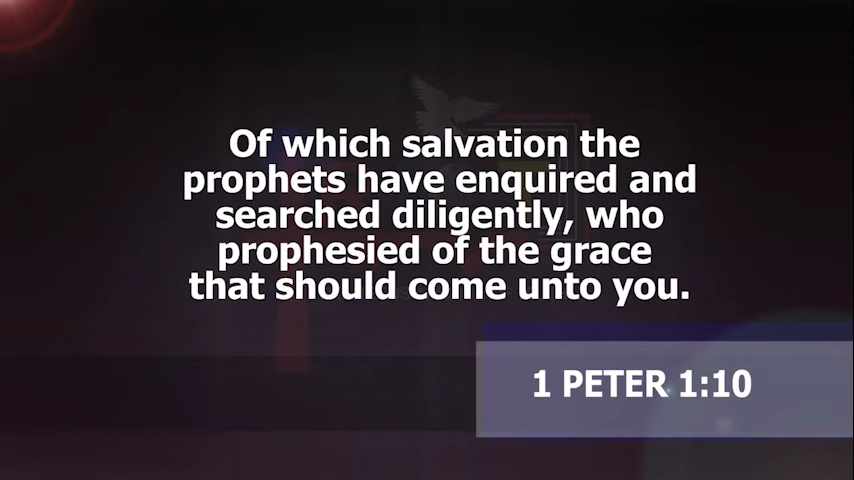 Of which salvation the
prophets have enquired and
searched diligently, who
prophesied of the grace
that should come unto you.
1 PETER 1:10